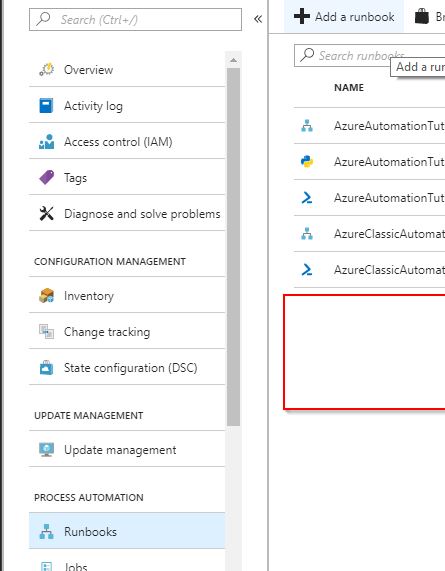 Search (Ctrl+/)
«
Overview
Activity log
Access control (IAM)
Tags
Diagnose and solve problems
CONFIGURATION MANAGEMENT
Inventory
Change tracking
State configuration (DSC)
UPDATE MANAGEMENT
Update management
PROCESS AUTOMATION
Runbooks
Jobs
Add a runbook
Br
Search runbooks
Add a run
NAME
AzureAutomationTut
AzureAutomationTut
AzureAutomationTut
AzureClassicAutomat
AzureClassicAutomat